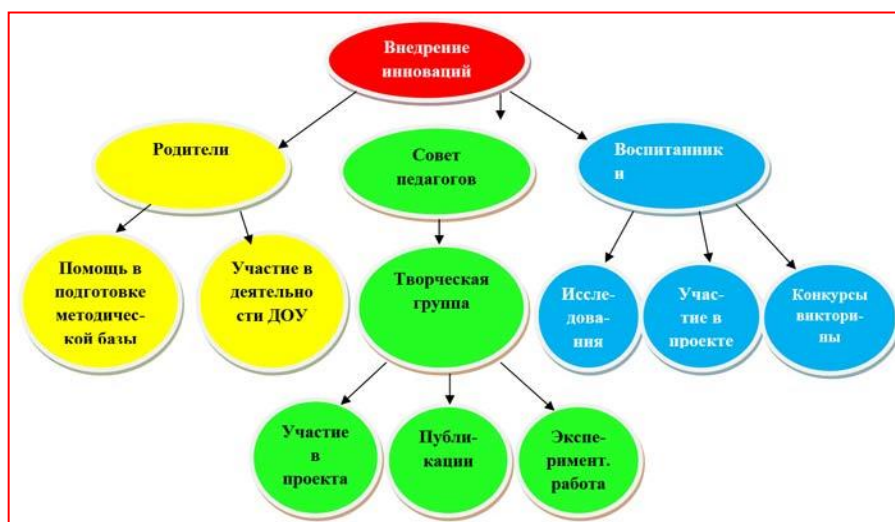 Внедрение
инноваций
Родители
Совет
педагогов
Воспитанник
и
Помощь в
подготовке
методичес-
кой базы
Участие в
деятельно
сти ДОУ
Творческая
группа
Иссле-
дова-
ния
Учас-
тие в
проекте
Конкурсы
виктори-
ны
Участие
в
проекта
Публи-
кации
Экспе-
римент.
работа